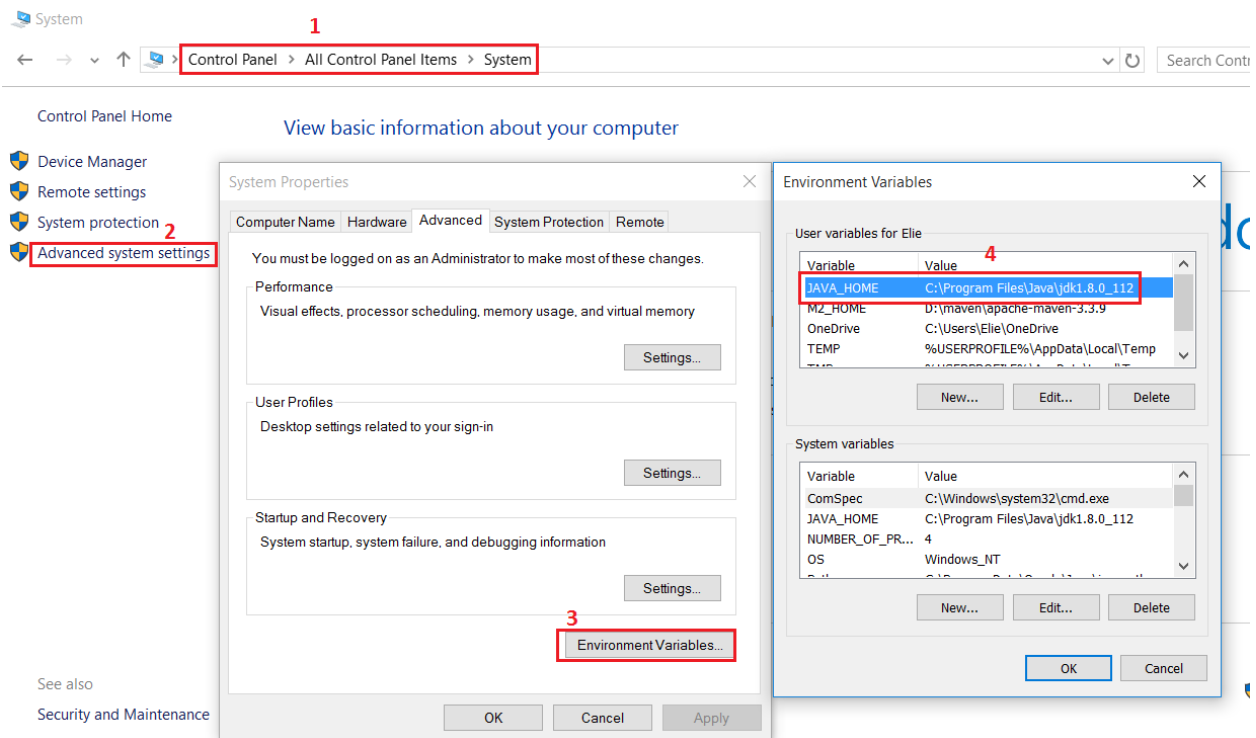 System
1
Control Panel > All Control Panel Items > System
Search Contr
Control Panel Home
View basic information about your computer
Device Manager
Remote settings
System protection
2
Advanced system settings
See also
Security and Maintenance
System Properties
Computer Name Hardware Advanced System Protection Remote
You must be logged on as an Administrator to make most of these changes.
Performance
Visual effects, processor scheduling, memory usage, and virtual memory
Settings...
User Profiles
Desktop settings related to your sign-in
Settings...
Startup and Recovery
System startup, system failure, and debugging information
Settings...
3
Environment Variables...
OK Cancel Apply
Environment Variables
User variables for Elie
4
Variable Value
JAVA_HOME C:\Program Files\Java\jdk1.8.0_112
M2_HOME D:\maven\apache-maven-3.3.9
OneDrive C:\Users\Elie\OneDrive
TEMP %USERPROFILE%\AppData\Local\Temp
New... Edit... Delete
System variables
Variable Value
ComSpec C:\Windows\system32\cmd.exe
JAVA_HOME C:\Program Files\Java\jdk1.8.0_112
NUMBER_OF_PR... 4
OS Windows_NT
New... Edit... Delete
OK Cancel